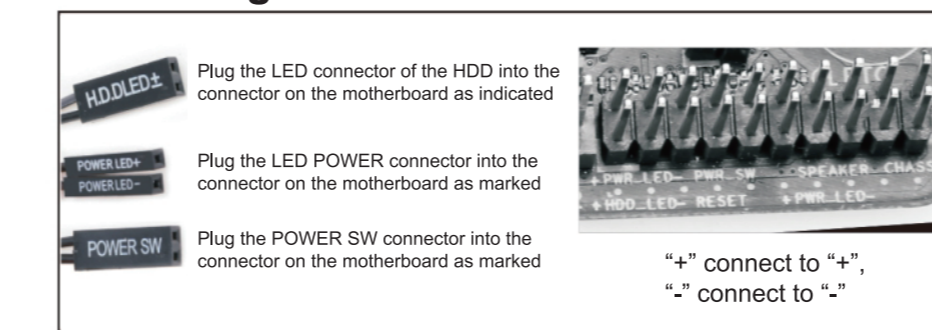 H.D.DLED±
Plug the LED connector of the HDD into the
connector on the motherboard as indicated
POWER LED+
POWER LED-
Plug the LED POWER connector into the
connector on the motherboard as marked
POWER SW
Plug the POWER SW connector into the
connector on the motherboard as marked
+PWR_LED- PWR_SW SPEAKER CHASS
+HDD_LED- RESET +PWR_LED-
“+” connect to “+”,
“-” connect to “-”